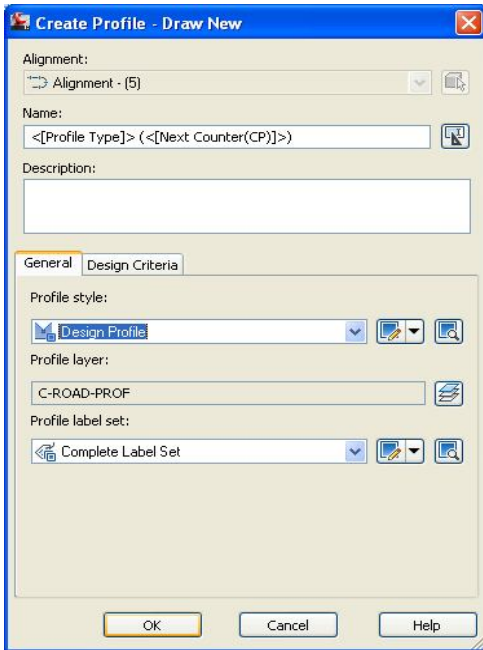 Create Profile - Draw New
Alignment:
Alignment - (5)
Name:
<[Profile Type]> (<[Next Counter(CP)]>)
Description:
General Design Criteria
Profile style:
Design Profile
Profile layer:
C-ROAD-PROF
Profile label set:
Complete Label Set
OK Cancel Help